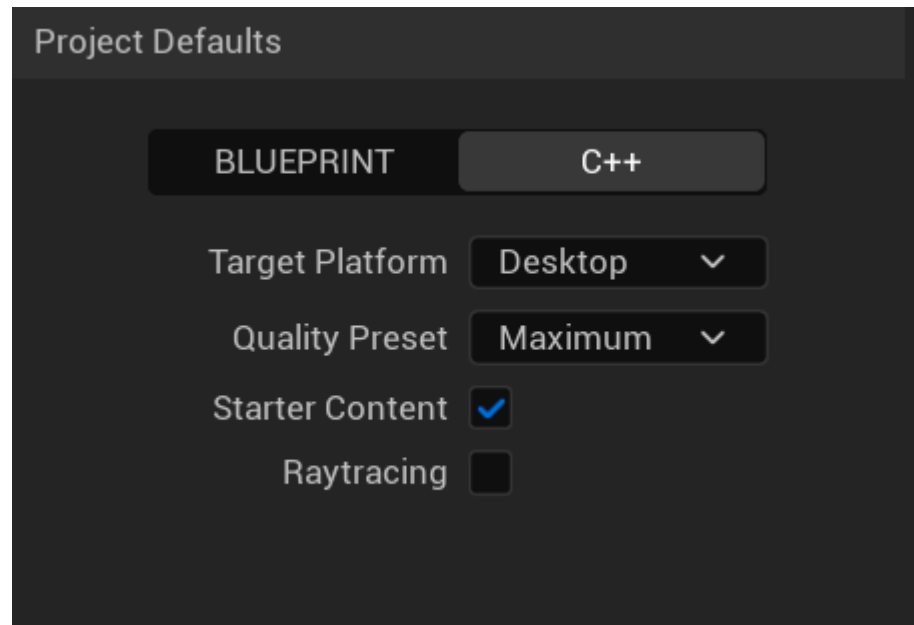 Project Defaults
BLUEPRINT C++
Target Platform Desktop
Quality Preset Maximum
Starter Content
Raytracing